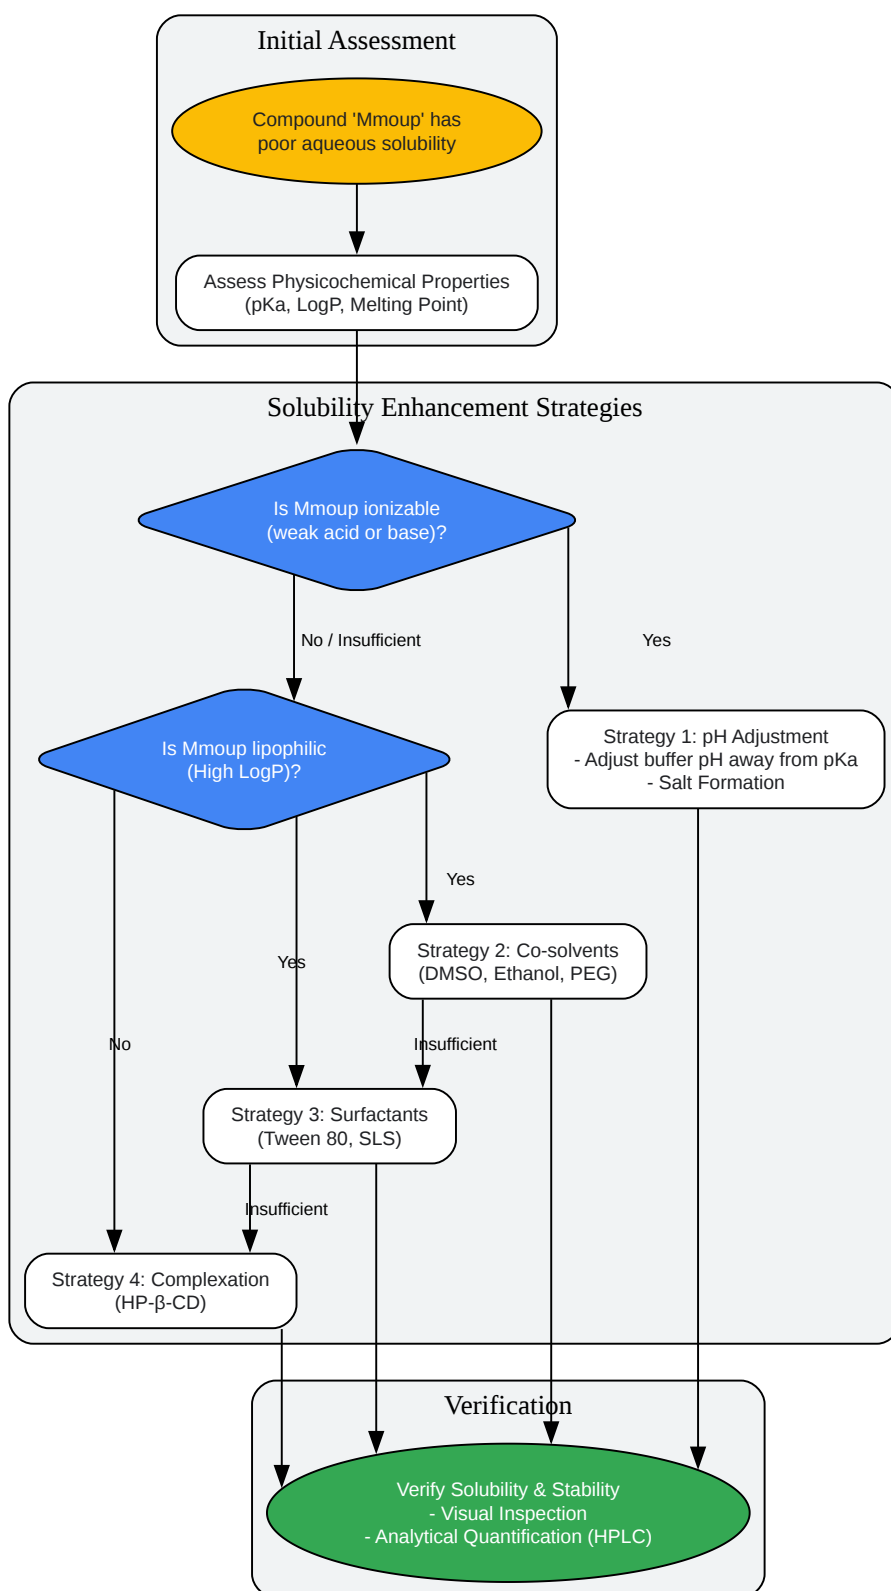 Initial Assessment
Compound 'Mmoup' has
poor aqueous solubility
Assess Physicochemical Properties
(pKa, LogP, Melting Point)
Solubility Enhancement Strategies
Is Mmoup ionizable
(weak acid or base)?
No / Insufficient
Yes
Strategy 1: pH Adjustment
- Adjust buffer pH away from pKa
- Salt Formation
Is Mmoup lipophilic
(High LogP)?
Yes
Strategy 2: Co-solvents
(DMSO, Ethanol, PEG)
Yes
No
Insufficient
Strategy 3: Surfactants
(Tween 80, SLS)
Insufficient
Strategy 4: Complexation
(HP-β-CD)
Verification
Verify Solubility & Stability
- Visual Inspection
- Analytical Quantification (HPLC)